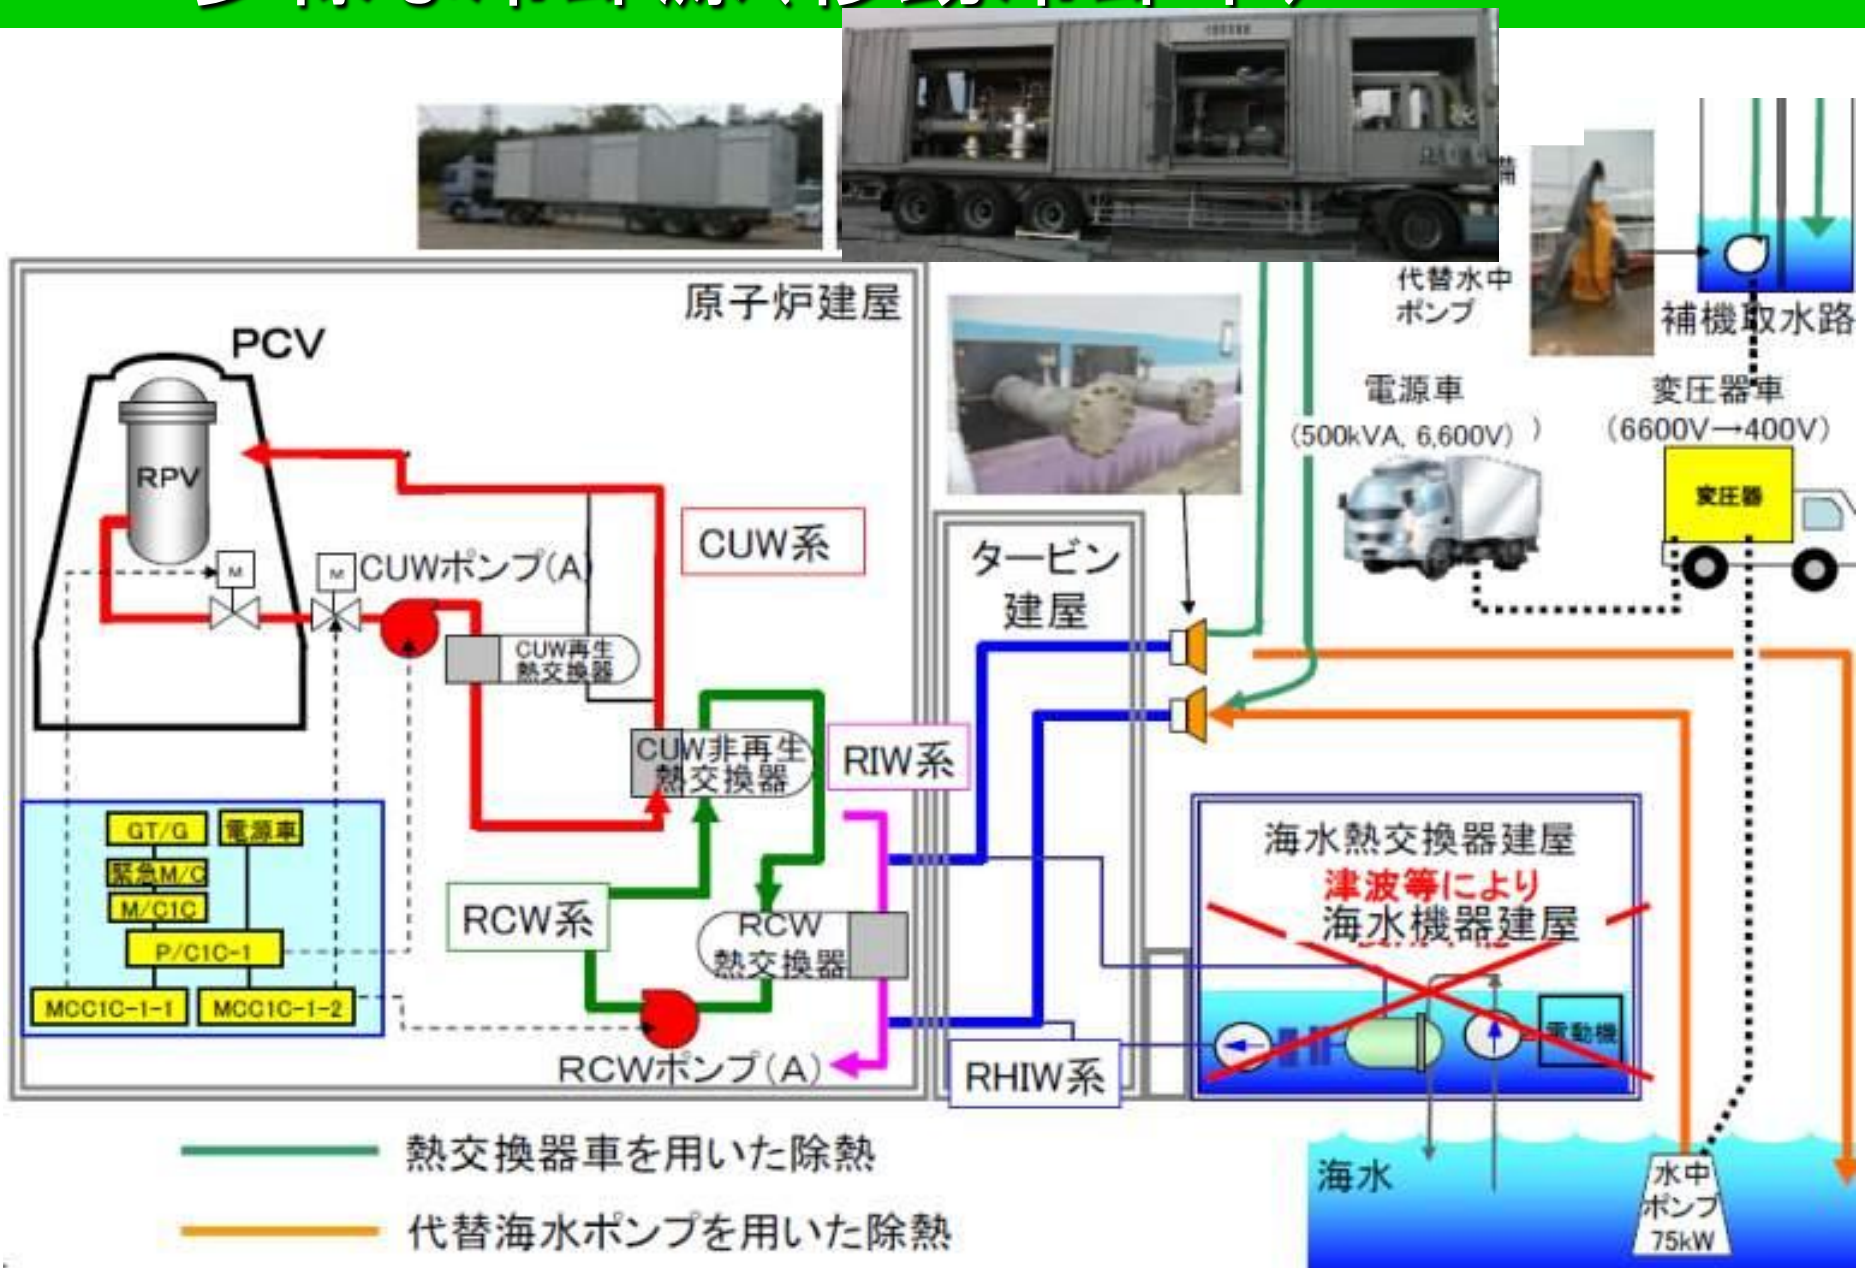 原子炉建屋
PCV
RPV
M
M
CUWポンプ(A)
CUW系
CUW再生
熱交換器
CUW非再生
熱交換器
RIW系
GT/G
電源車
緊急M/C
M/C1C
P/C1C-1
MCC1C-1-1
MCC1C-1-2
RCW系
RCW
熱交換器
RCWポンプ(A)
タービン
建屋
RHIW系
備
代替水中
ポンプ
補機取水路
電源車
(500kVA, 6,600V) )
変圧器車
(6600V→400V)
変圧器
海水熱交換器建屋
津波等により
海水機器建屋
電動機
海水
水中
ポンプ
75kW
熱交換器車を用いた除熱
代替海水ポンプを用いた除熱